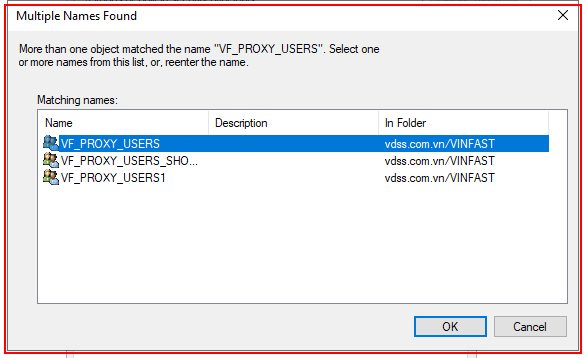 Multiple Names Found
More than one object matched the name "VF_PROXY_USERS". Select one
or more names from this list, or, reenter the name.
Matching names:
Name Description In Folder
VF_PROXY_USERS vdss.com.vn/VINFAST
VF_PROXY_USERS_SHO... vdss.com.vn/VINFAST
VF_PROXY_USERS1 vdss.com.vn/VINFAST
OK Cancel